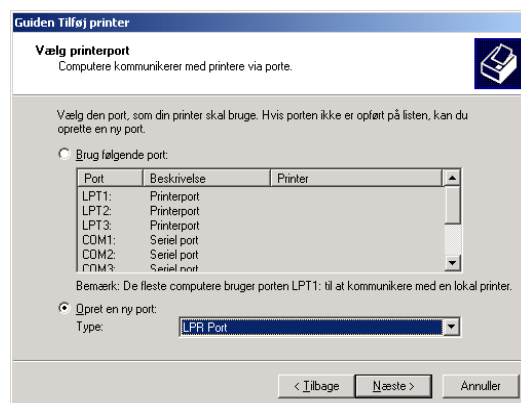 Guiden Tilføj printer
Vælg printerport
Computere kommunikerer med printere via porte.
Vælg den port, som din printer skal bruge. Hvis porten ikke er opført på listen, kan du
oprette en ny port.
Brug følgende port:
Port Beskrivelse Printer
LPT1: Printerport
LPT2: Printerport
LPT3: Printerport
COM1: Seriel port
COM2: Seriel port
COM3: Seriel port
Bemærk: De fleste computere bruger porten LPT1: til at kommunikere med en lokal printer.
Opret en ny port:
Type: LPR Port
< Tilbage Næste > Annuller